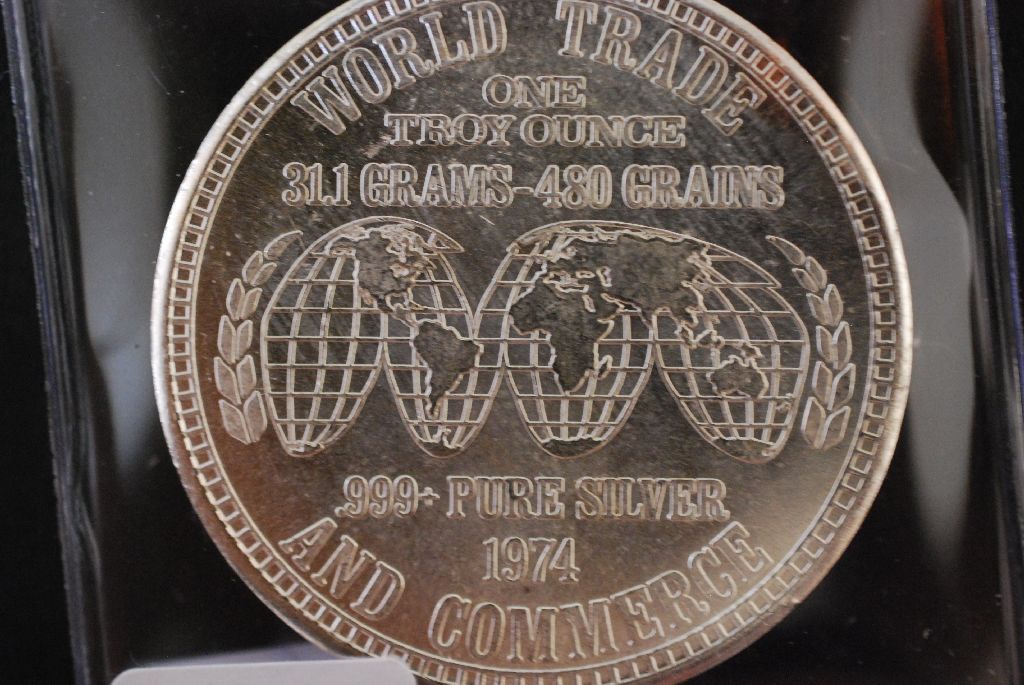 WORLD TRADE
ONE
TROY OUNCE
31.1 GRAMS-480 GRAINS
.999+ PURE SILVER
1974
AND COMMERCE